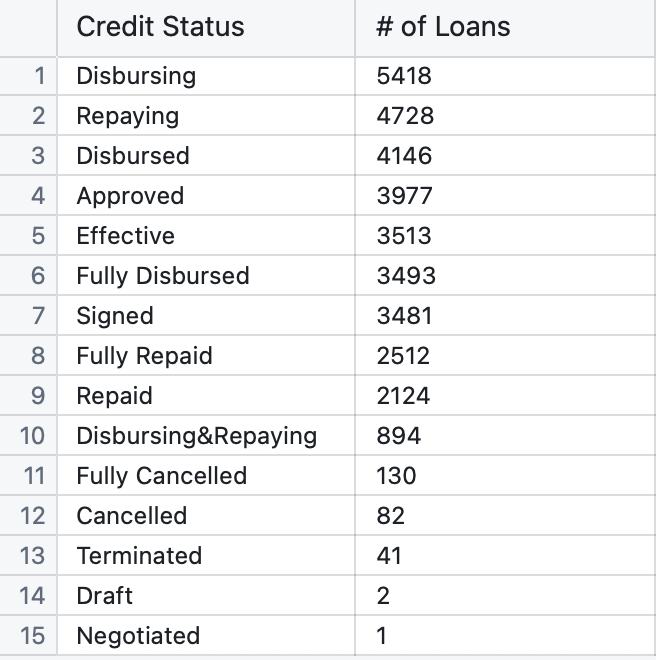 Credit Status # of Loans
1 Disbursing 5418
2 Repaying 4728
3 Disbursed 4146
4 Approved 3977
5 Effective 3513
6 Fully Disbursed 3493
7 Signed 3481
8 Fully Repaid 2512
9 Repaid 2124
10 Disbursing&Repaying 894
11 Fully Cancelled 130
12 Cancelled 82
13 Terminated 41
14 Draft 2
15 Negotiated 1